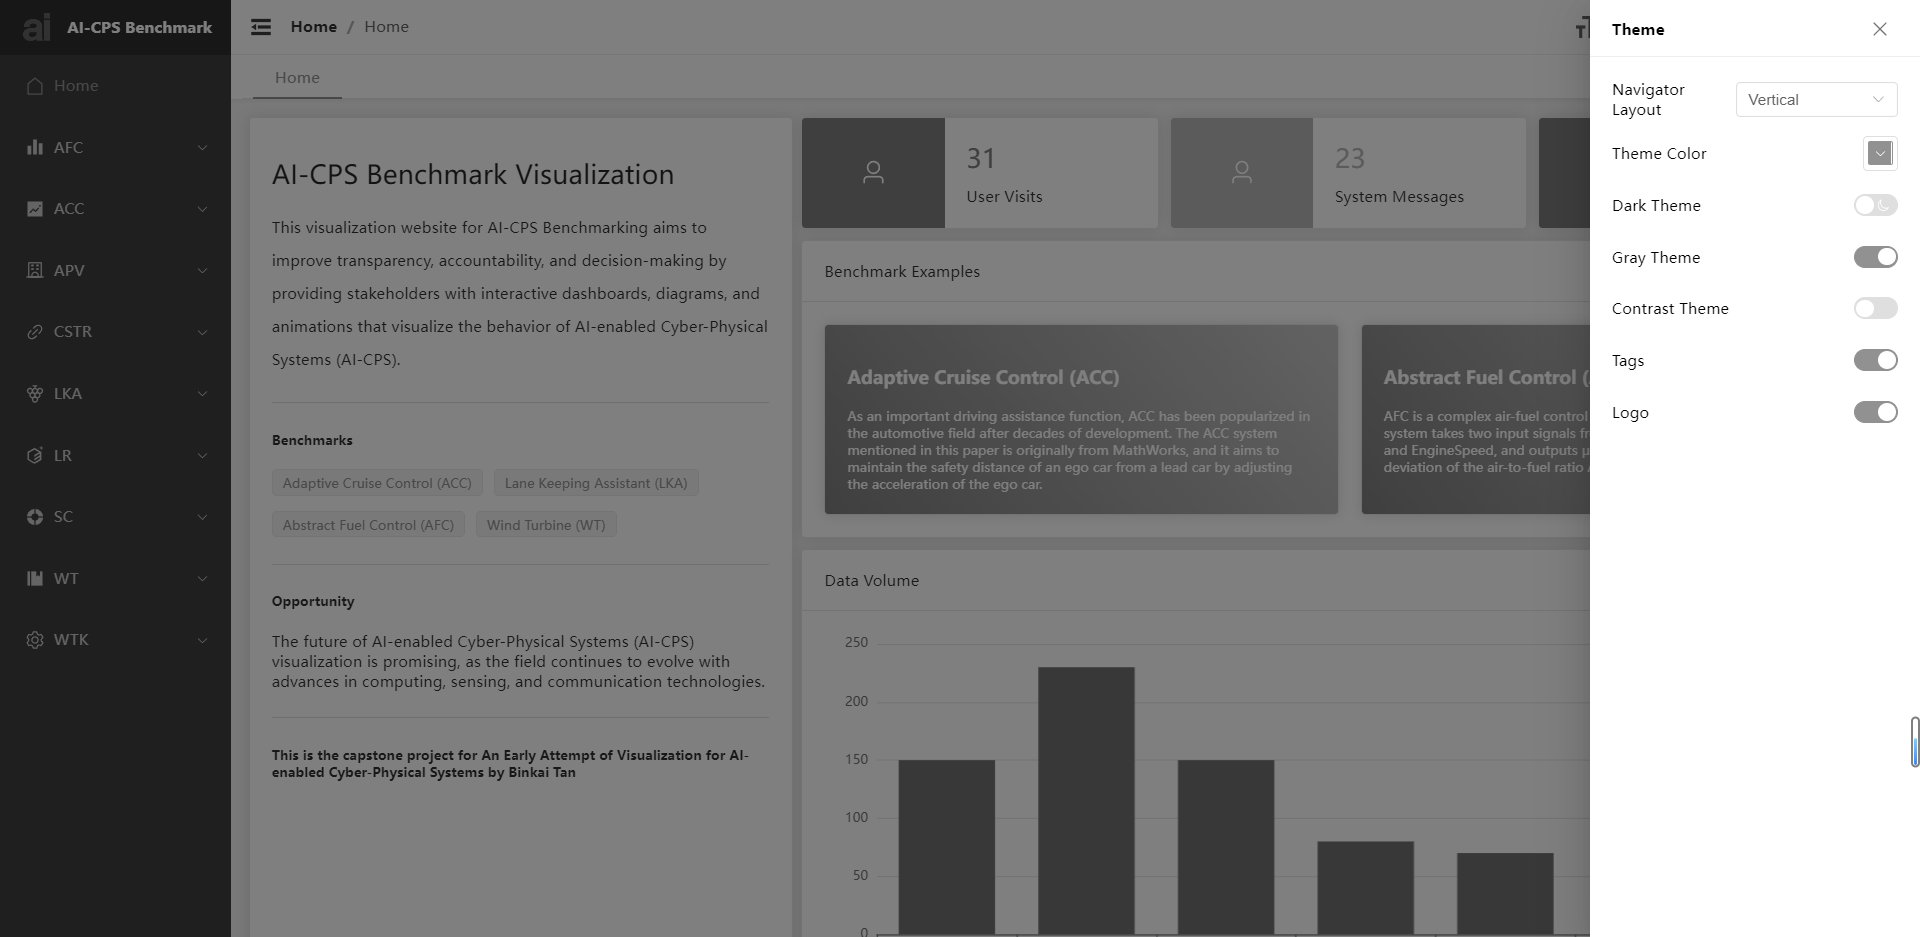 ai AI-CPS Benchmark
Home
AFC
ACC
APV
CSTR
LKA
LR
SC
WT
WTK
Home / Home
Home
AI-CPS Benchmark Visualization
This visualization website for AI-CPS Benchmarking aims to
improve transparency, accountability, and decision-making by
providing stakeholders with interactive dashboards, diagrams, and
animations that visualize the behavior of AI-enabled Cyber-Physical
Systems (AI-CPS).
Benchmarks
Adaptive Cruise Control (ACC) Lane Keeping Assistant (LKA)
Abstract Fuel Control (AFC) Wind Turbine (WT)
Opportunity
The future of AI-enabled Cyber-Physical Systems (AI-CPS)
visualization is promising, as the field continues to evolve with
advances in computing, sensing, and communication technologies.
This is the capstone project for An Early Attempt of Visualization for AI-
enabled Cyber-Physical Systems by Binkai Tan
31
User Visits
23
System Messages
Benchmark Examples
Adaptive Cruise Control (ACC)
As an important driving assistance function, ACC has been popularized in
the automotive field after decades of development. The ACC system
mentioned in this paper is originally from MathWorks, and it aims to
maintain the safety distance of an ego car from a lead car by adjusting
the acceleration of the ego car.
Abstract Fuel Control (
AFC is a complex air-fuel control
system takes two input signals
and EngineSpeed, and outputs μ
deviation of the air-to-fuel ratio
Data Volume
250
200
150
100
50
0
Theme
Navigator
Layout
Vertical
Theme Color
Dark Theme
Gray Theme
Contrast Theme
Tags
Logo